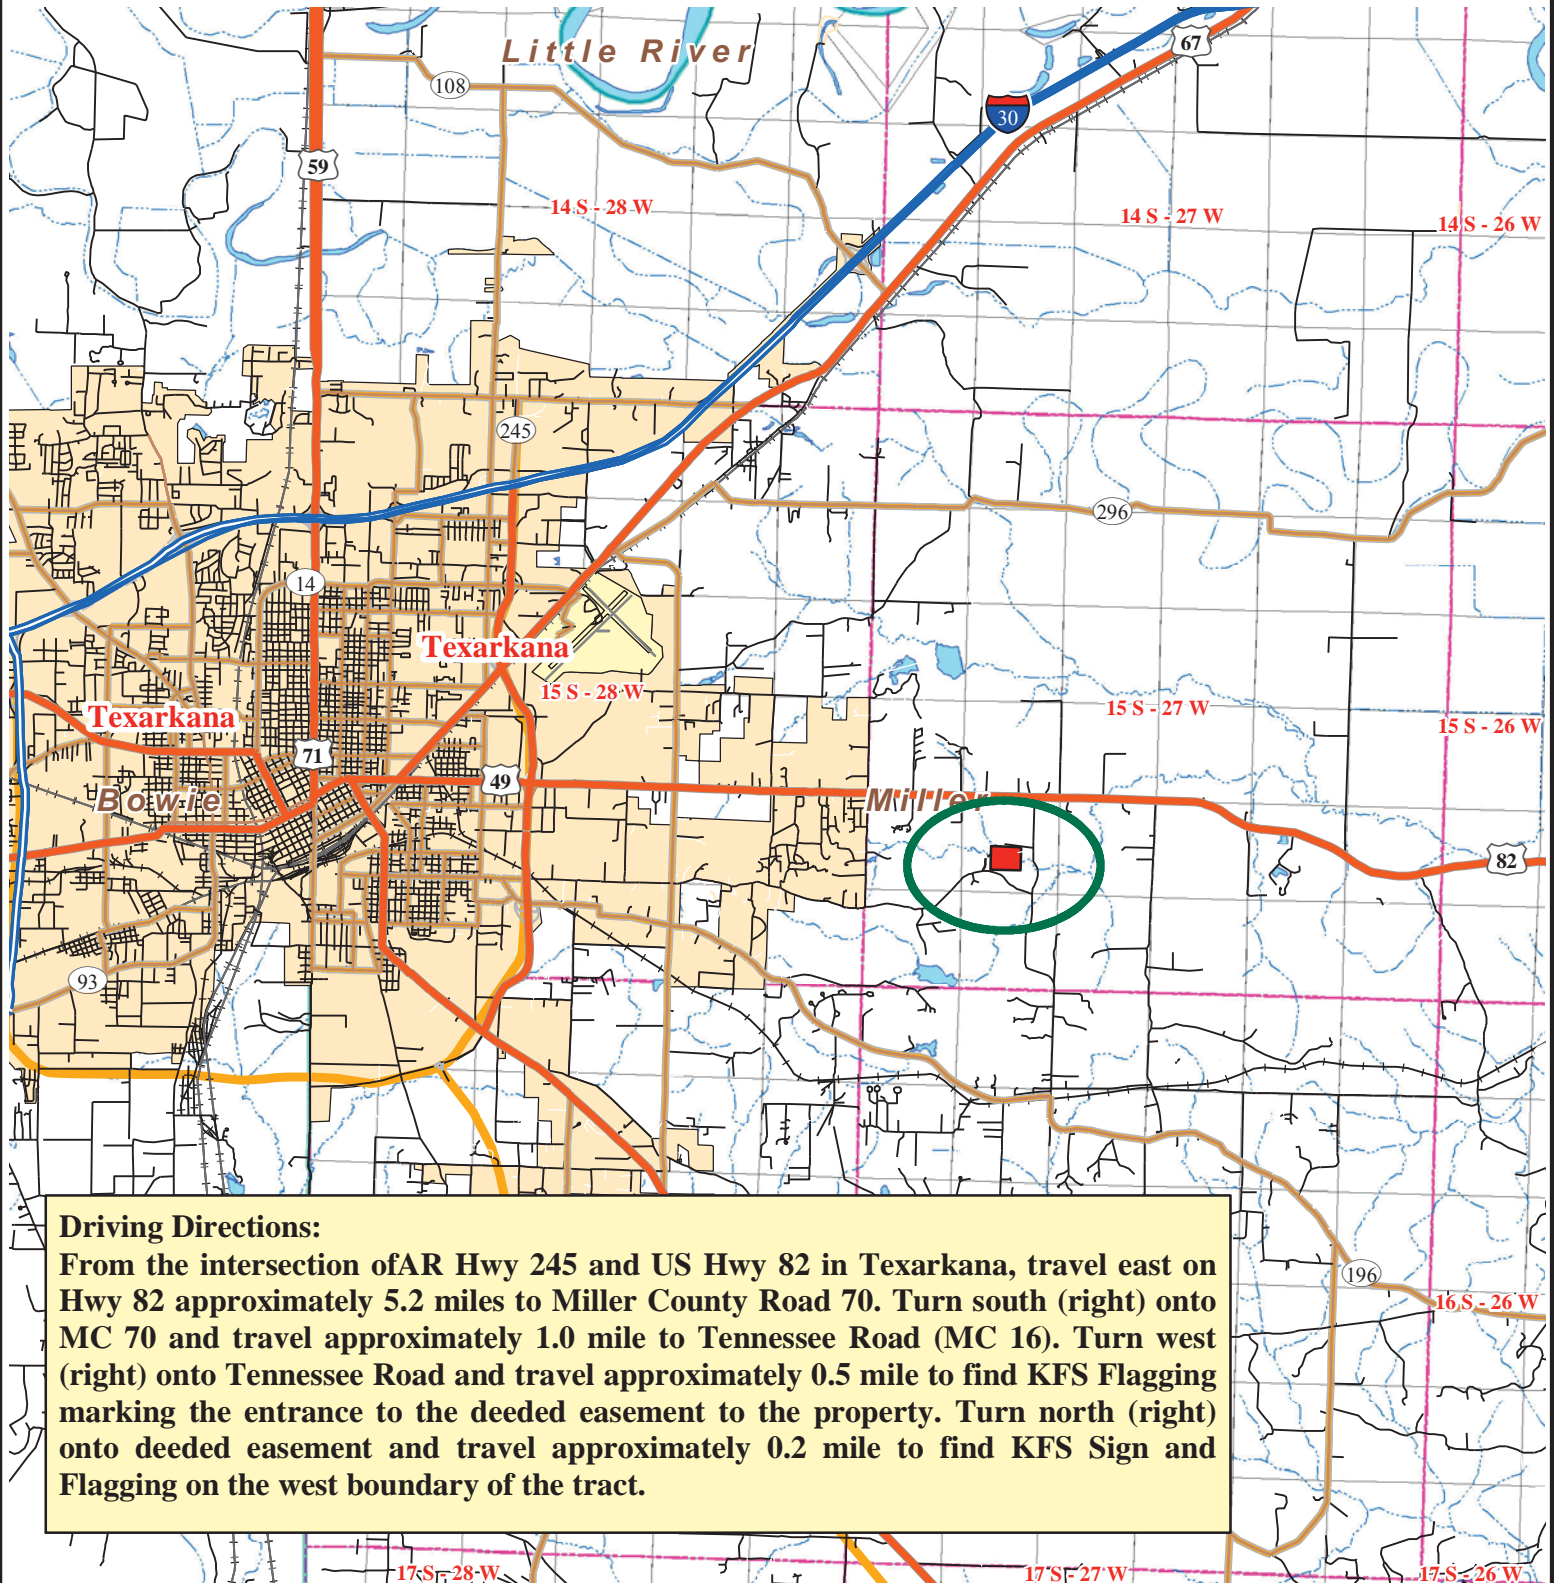 Little River
67
108
30
59
14 S - 28 W
14 S - 27 W
14 S - 26 W
245
296
14
Texarkana
15 S - 28 W
15 S - 27 W
Texarkana
15 S - 26 W
71
49
Bowie
Miller
82
93
Driving Directions:
From the intersection ofAR Hwy 245 and US Hwy 82 in Texarkana, travel east on
Hwy 82 approximately 5.2 miles to Miller County Road 70. Turn south (right) onto
MC 70 and travel approximately 1.0 mile to Tennessee Road (MC 16). Turn west
(right) onto Tennessee Road and travel approximately 0.5 mile to find KFS Flagging
marking the entrance to the deeded easement to the property. Turn north (right)
onto deeded easement and travel approximately 0.2 mile to find KFS Sign and
Flagging on the west boundary of the tract.
196
16 S - 26 W
17 S - 28 W
17 S - 27 W
17 S - 26 W